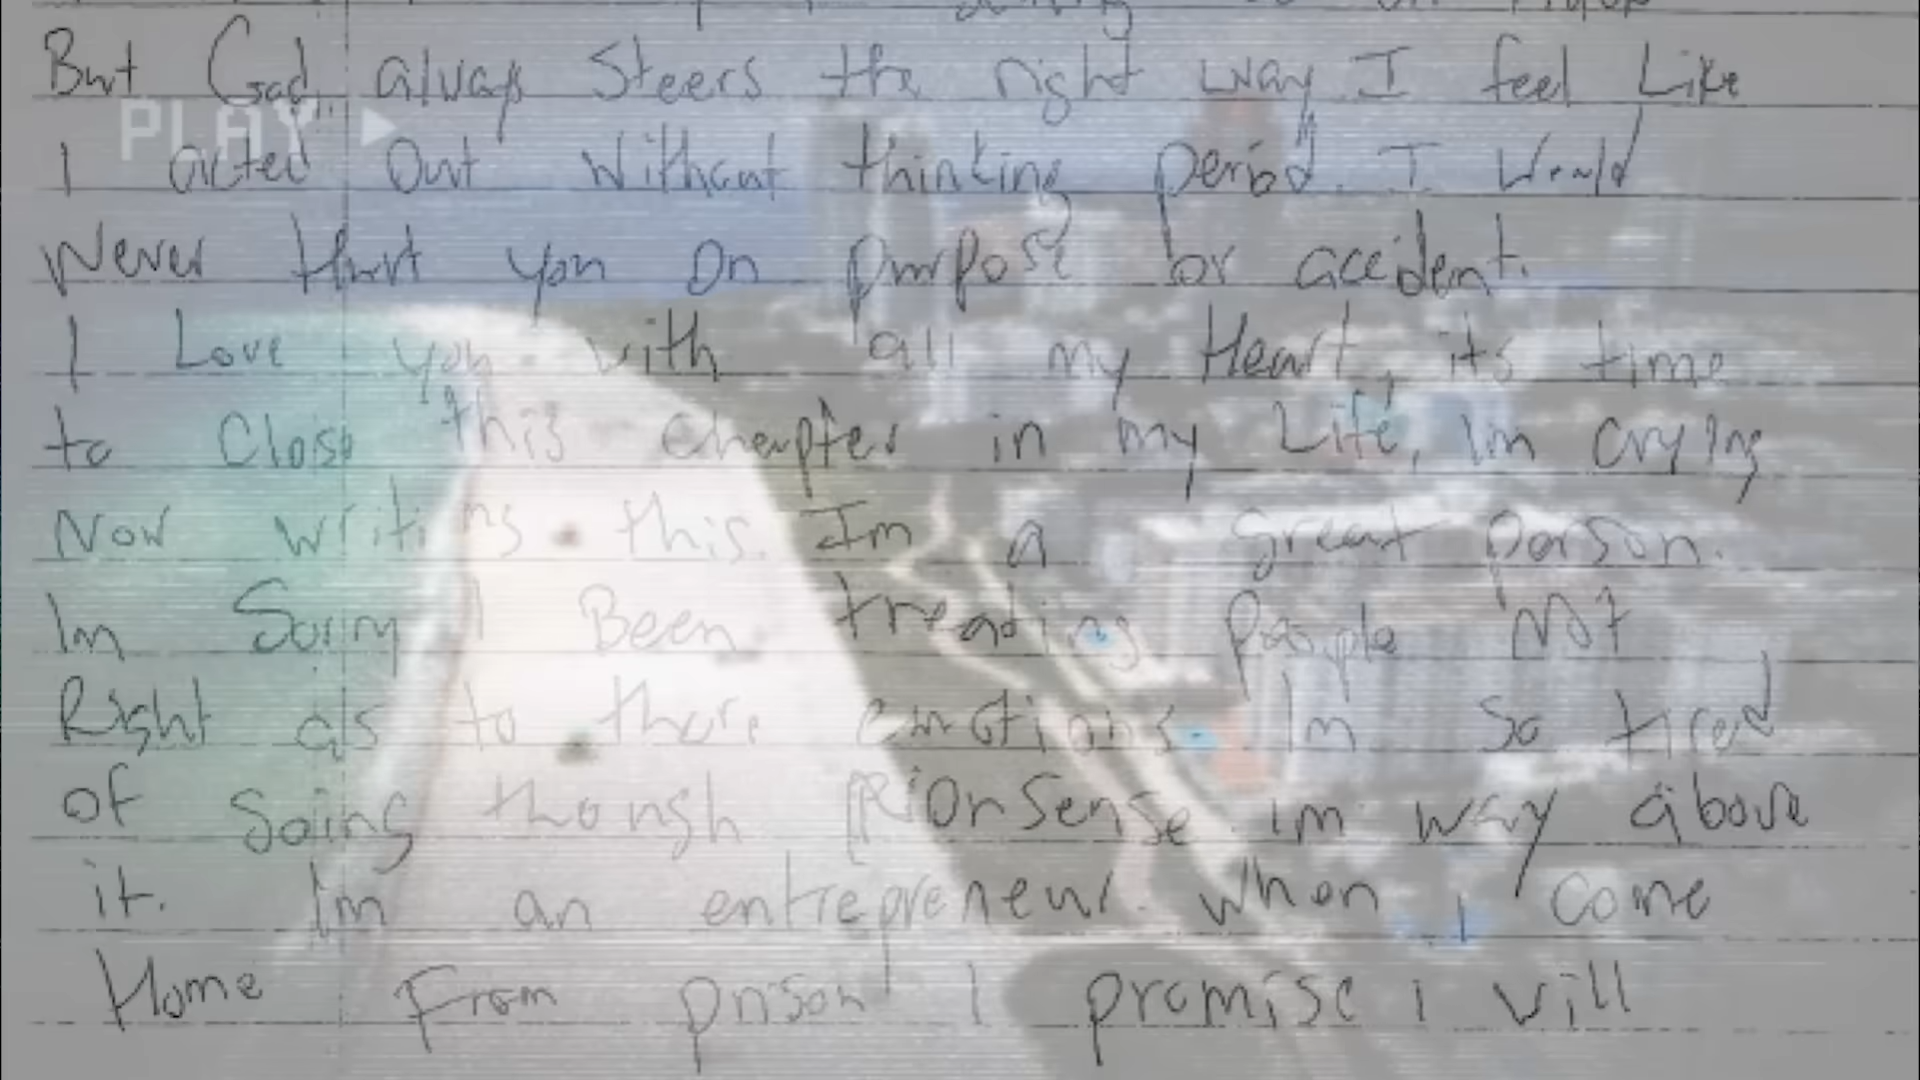 But God always Steers the right way I feel Like
PLAY
I acted Out Without thinking period. I Would
Never Hurt you On purpose or accident.
I Love you with all my Heart, its time
to Close this chapter in my Life, Im crying
Now writing this. Im a great person.
Im Sorry I Been treating people Not
Right as to there emotions Im so tired
of going though Nonsense im way above
it. Im an entrepreneur. when I come
Home From prison I promise i will